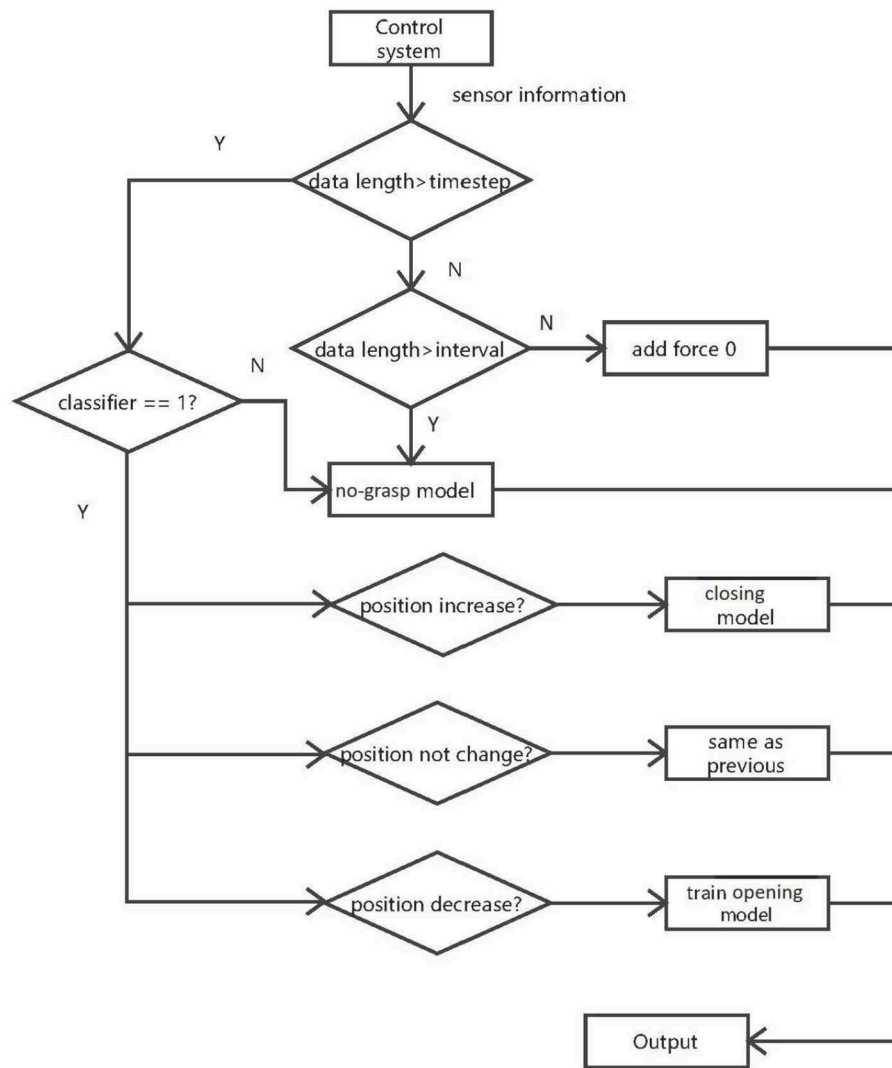 Control
system
sensor information
Y
data length>timestep
N
data length>interval
N
add force 0
classifier == 1?
N
Y
no-grasp model
Y
position increase?
closing
model
position not change?
same as
previous
position decrease?
train opening
model
Output